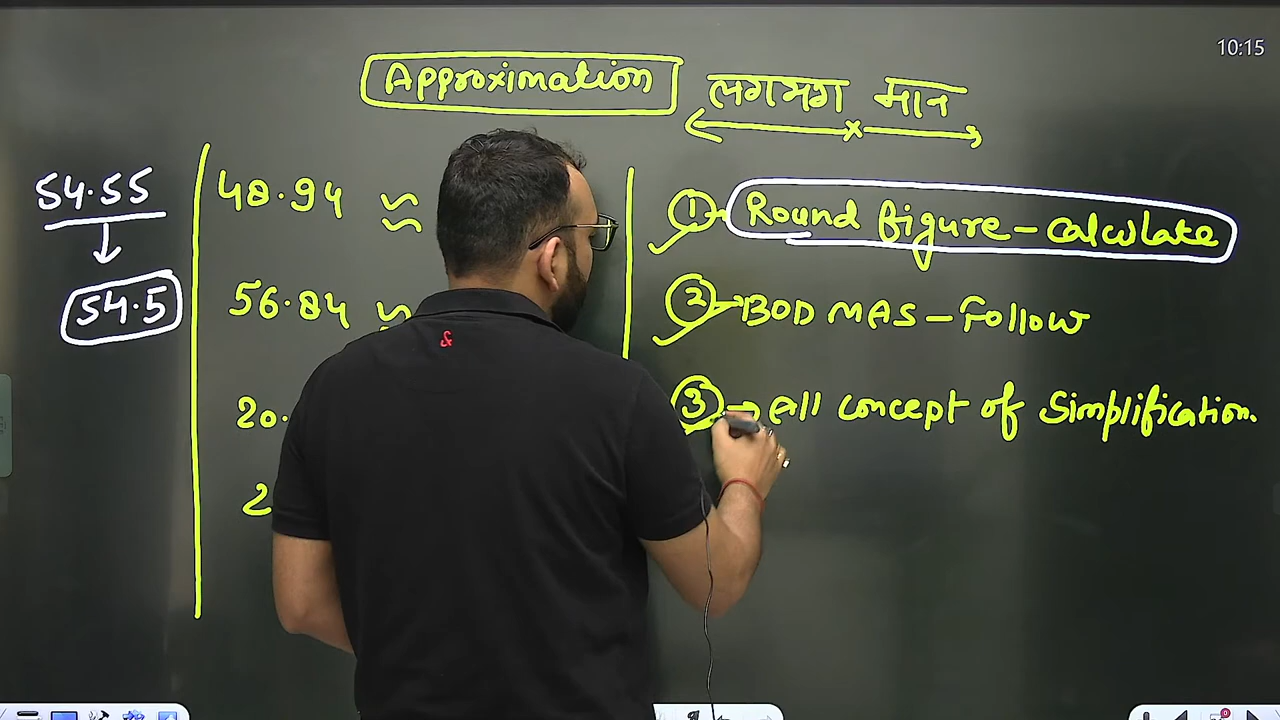 10:15
Approximation लगभग मान
54.55
54.5
48.94 ≈
56.84 ≈
20.
2
① Round figure - calculate
② BODMAS - Follow
③ → All concept of Simplification.